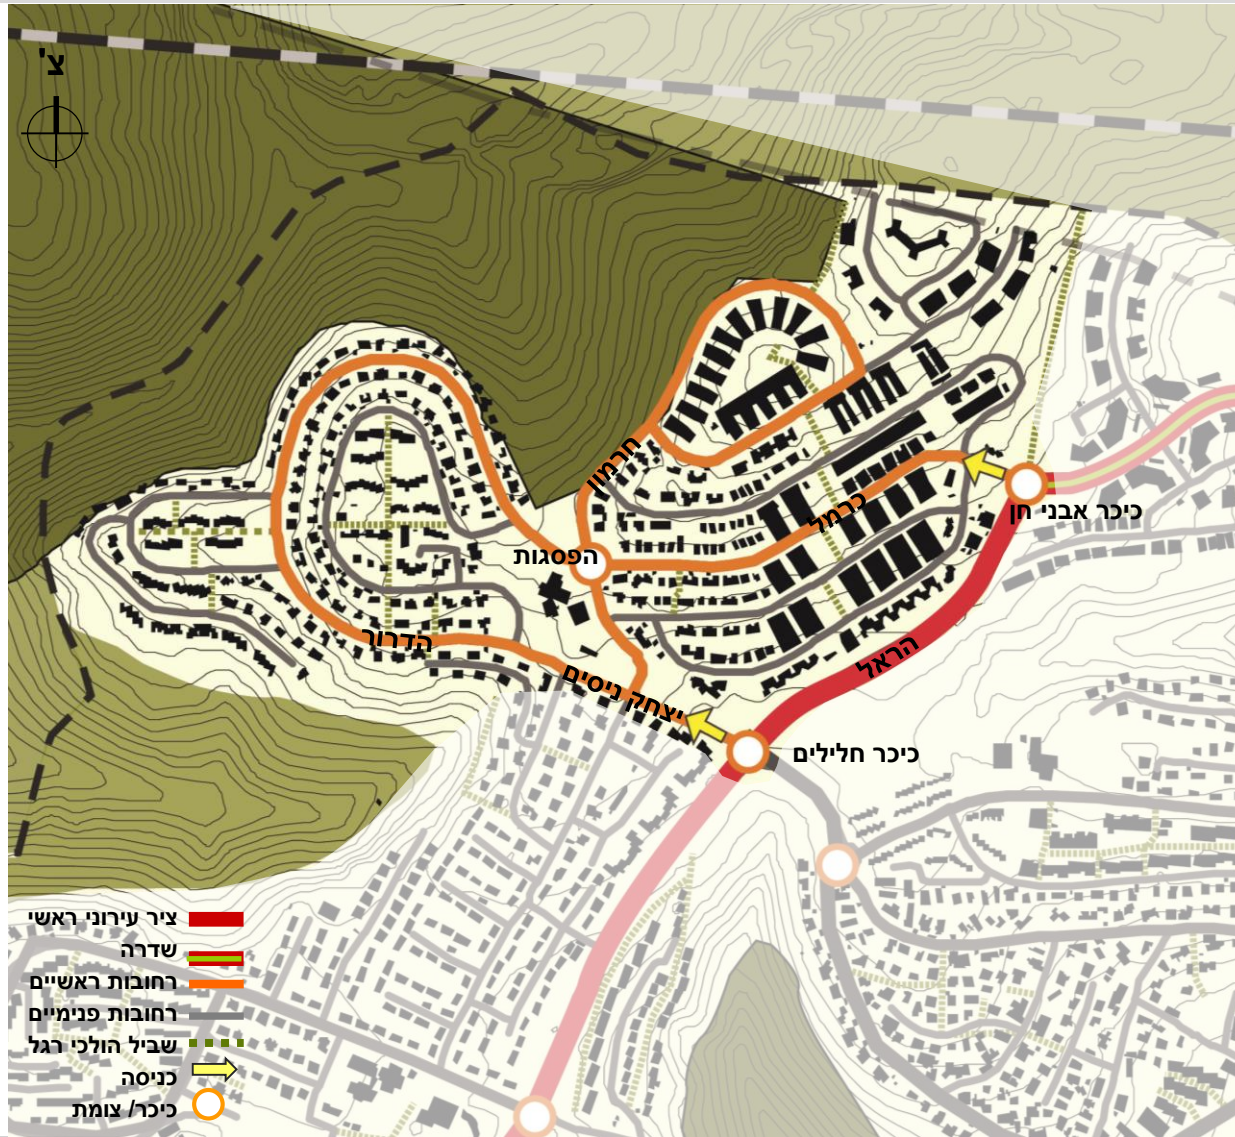 צ'
חרמון
כרמל
כיכר אבני חן
הפסגות
הדרור
הראל
יצחק ניסים
כיכר חלילים
ציר עירוני ראשי
שדרה
רחובות ראשיים
רחובות פנימיים
שביל הולכי רגל
כניסה
כיכר/ צומת